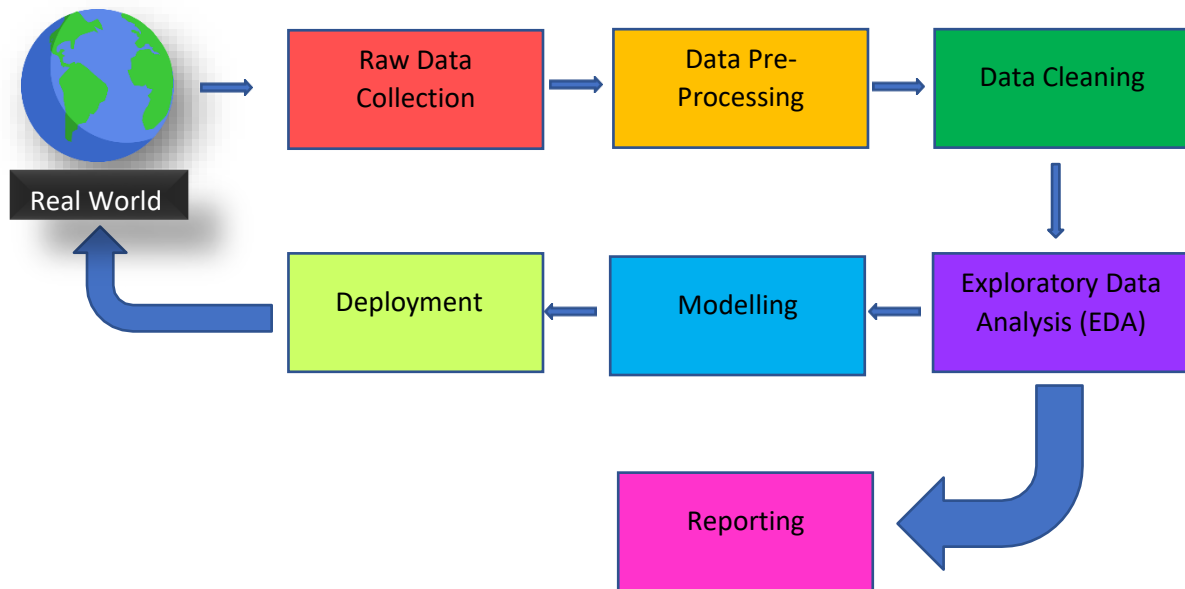 Raw Data
Collection
Data Pre-
Processing
Data Cleaning
Real World
Deployment
Modelling
Exploratory Data
Analysis (EDA)
Reporting